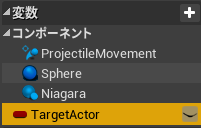 変数
コンポーネント
ProjectileMovement
Sphere
Niagara
TargetActor